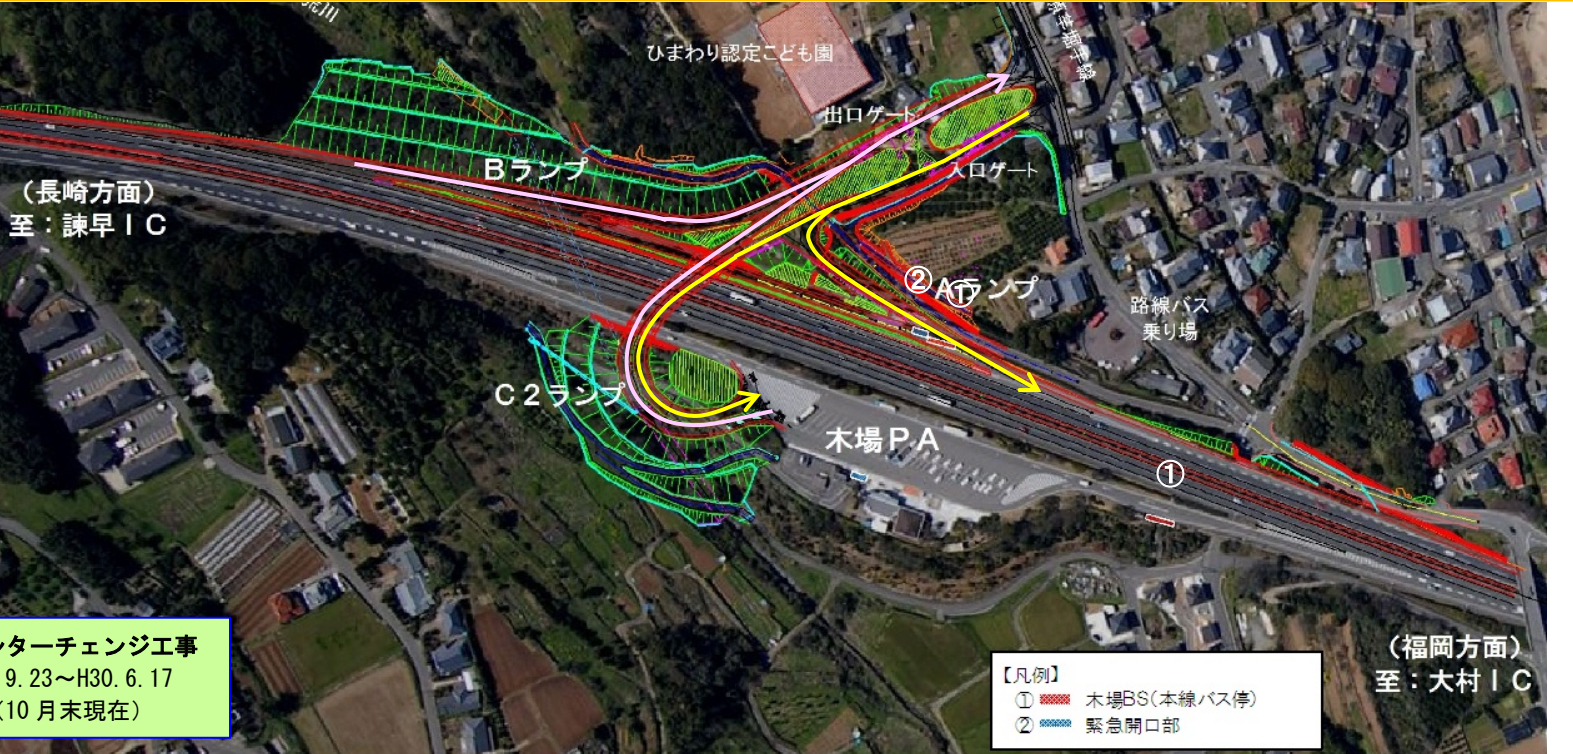 荒川
ひまわり認定こども園
出口ゲート
入口ゲート
Bランプ
(長崎方面)
至:諫早IC
②
Aランプ
①
路線バス
乗り場
C2ランプ
木場PA
①
ンターチェンジ工事
9.23~H30.6.17
(10月末現在)
(福岡方面)
至:大村IC
【凡例】
① 木場BS(本線バス停)
② 緊急開口部